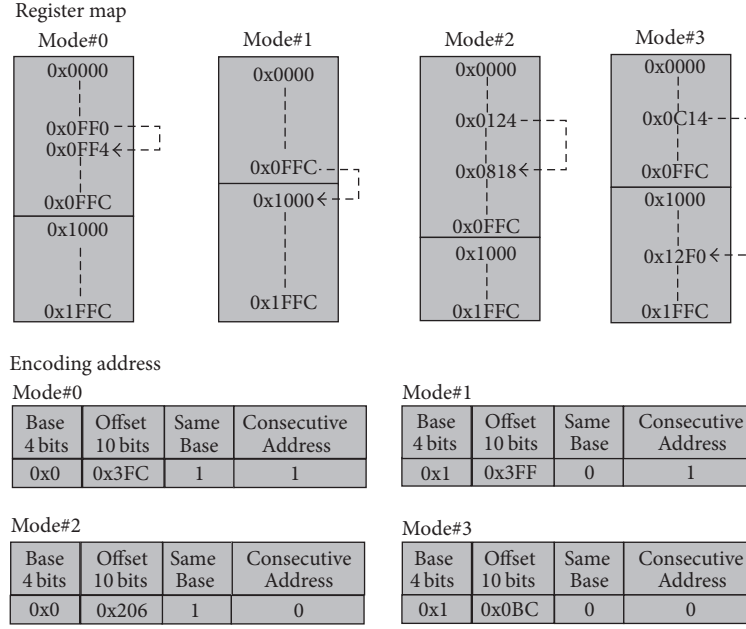 Register map
Mode#0
0x0000
0x0FF0
0x0FF4
0x0FFC
0x1000
0x1FFC
Mode#1
0x0000
0x0FFC
0x1000
0x1FFC
Mode#2
0x0000
0x0124
0x0818
0x0FFC
0x1000
0x1FFC
Mode#3
0x0000
0x0C14
0x0FFC
0x1000
0x12F0
0x1FFC
Encoding address
Mode#0
Base 4 bits Offset 10 bits Same Base Consecutive Address
0x0 0x3FC 1 1
Mode#1
Base 4 bits Offset 10 bits Same Base Consecutive Address
0x1 0x3FF 0 1
Mode#2
Base 4 bits Offset 10 bits Same Base Consecutive Address
0x0 0x206 1 0
Mode#3
Base 4 bits Offset 10 bits Same Base Consecutive Address
0x1 0x0BC 0 0